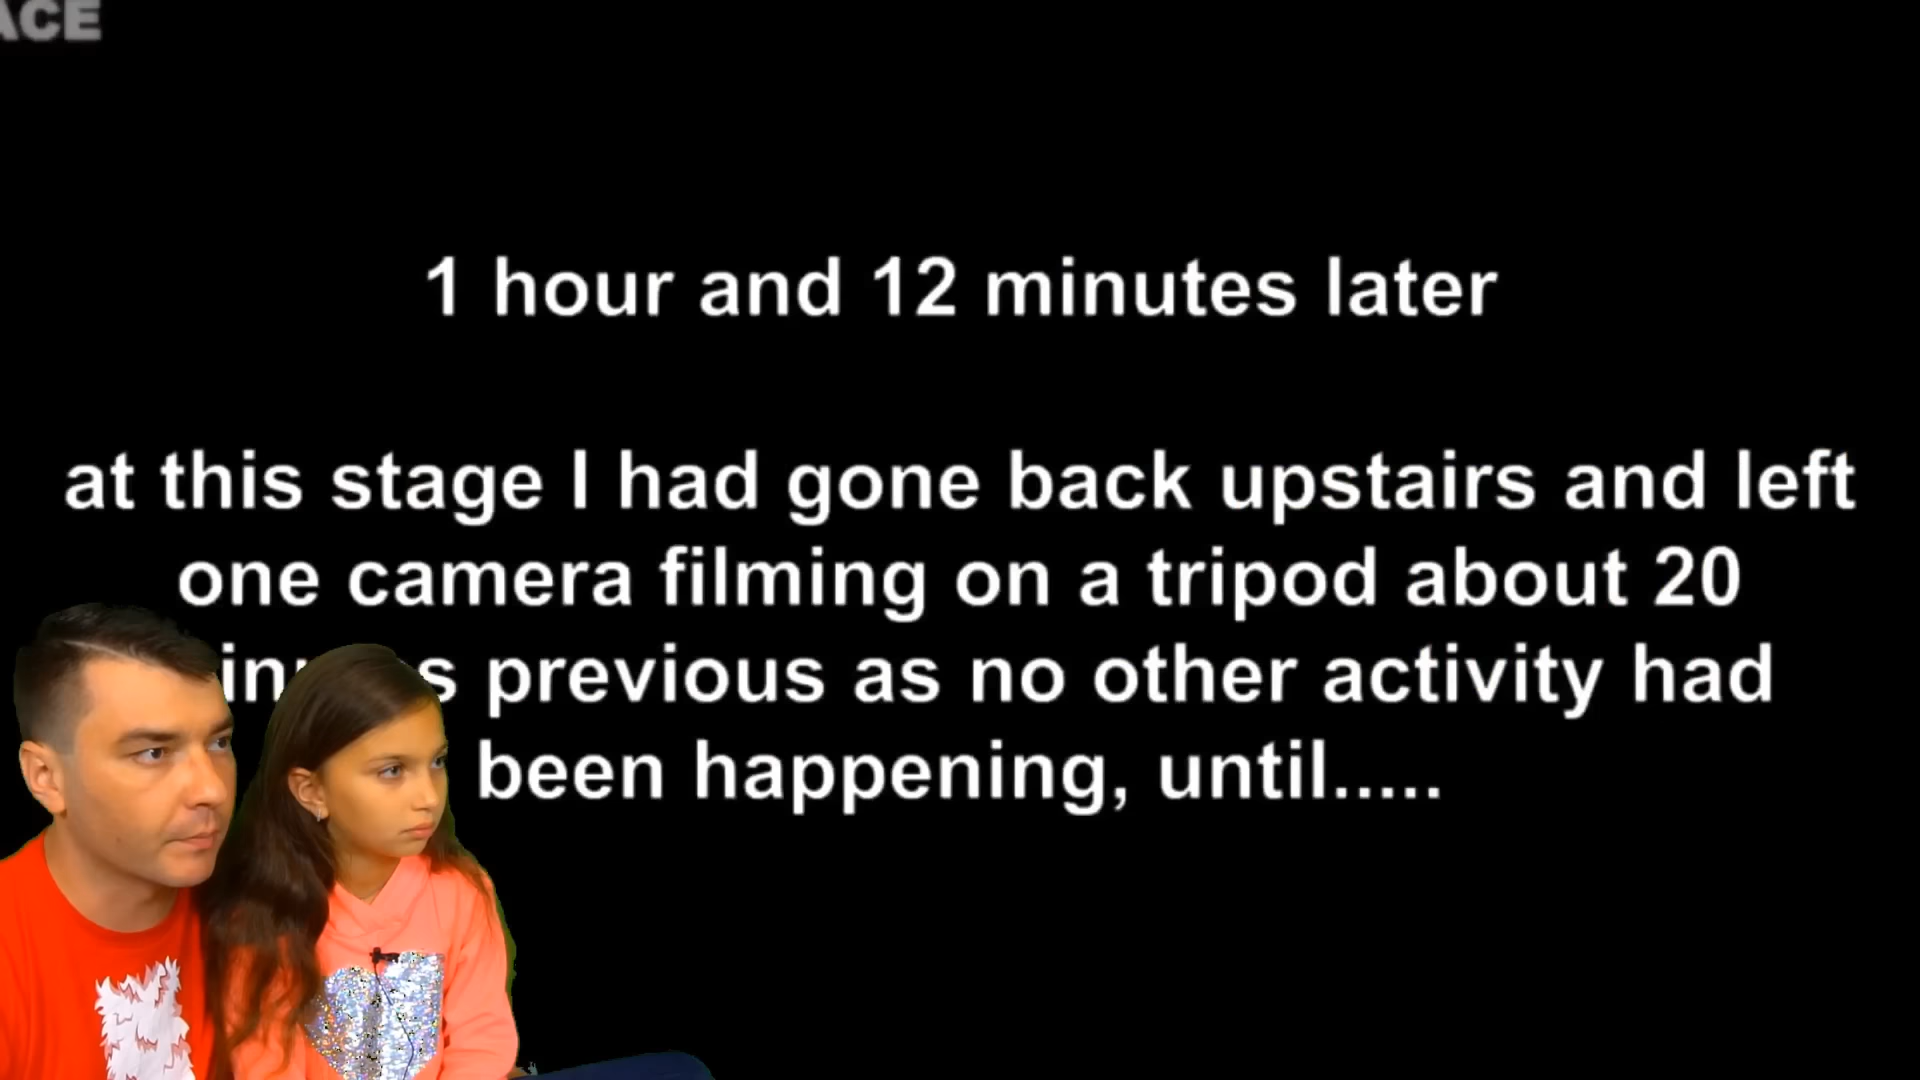 ACE
1 hour and 12 minutes later
at this stage I had gone back upstairs and left
one camera filming on a tripod about 20
previous as no other activity had
been happening, until.....